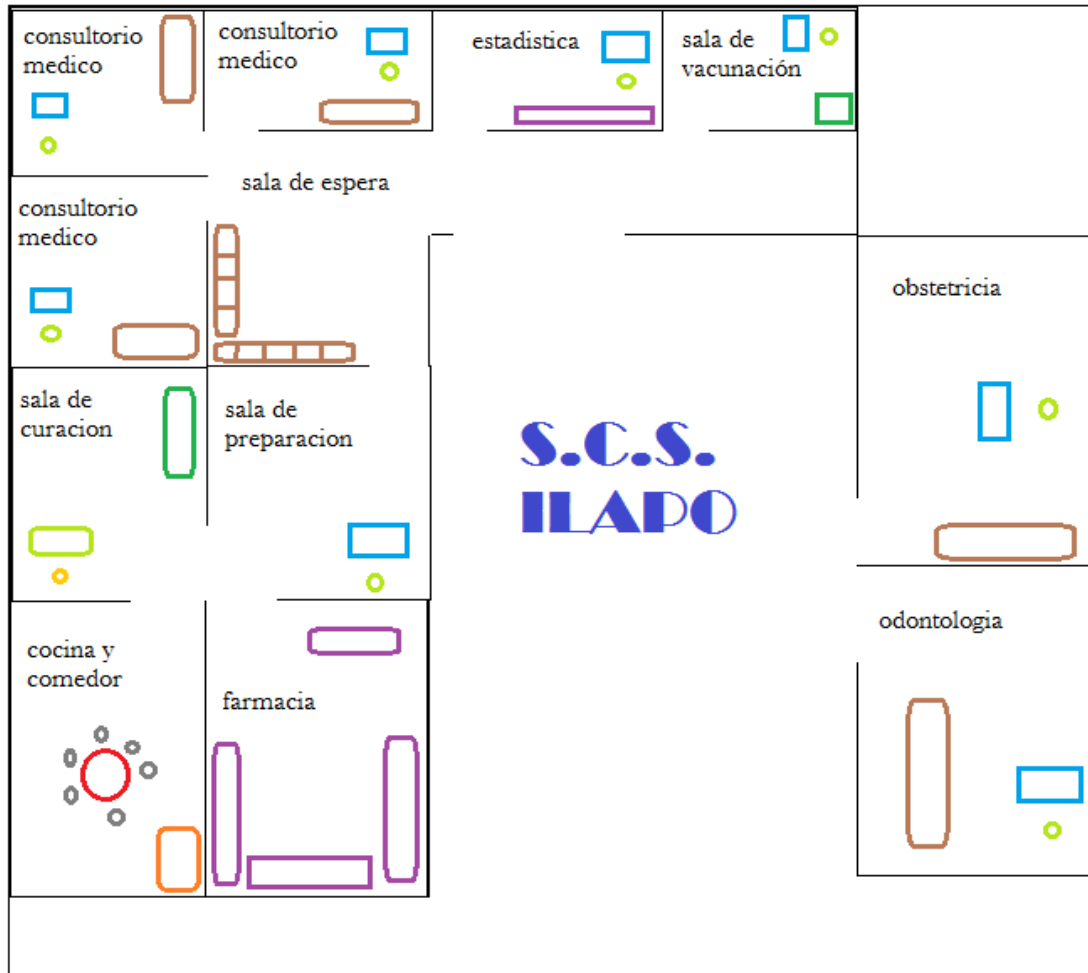 consultorio
medico
consultorio
medico
estadistica
sala de
vacunación
sala de espera
consultorio
medico
obstetricia
sala de
curacion
sala de
preparacion
S.C.S.
ILAPO
odontologia
cocina y
comedor
farmacia